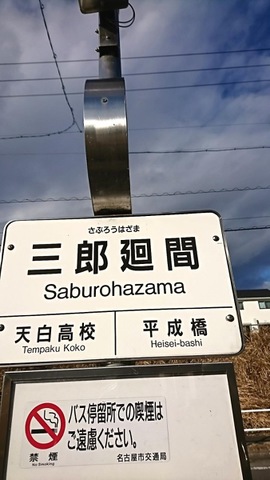 さぶろうはざま
三郎廻間
Saburohazama
天白高校
Tempaku Koko
平成橋
Heisei-bashi
バス停留所での喫煙は
ご遠慮ください。
禁煙
No Smoking
名古屋市交通局